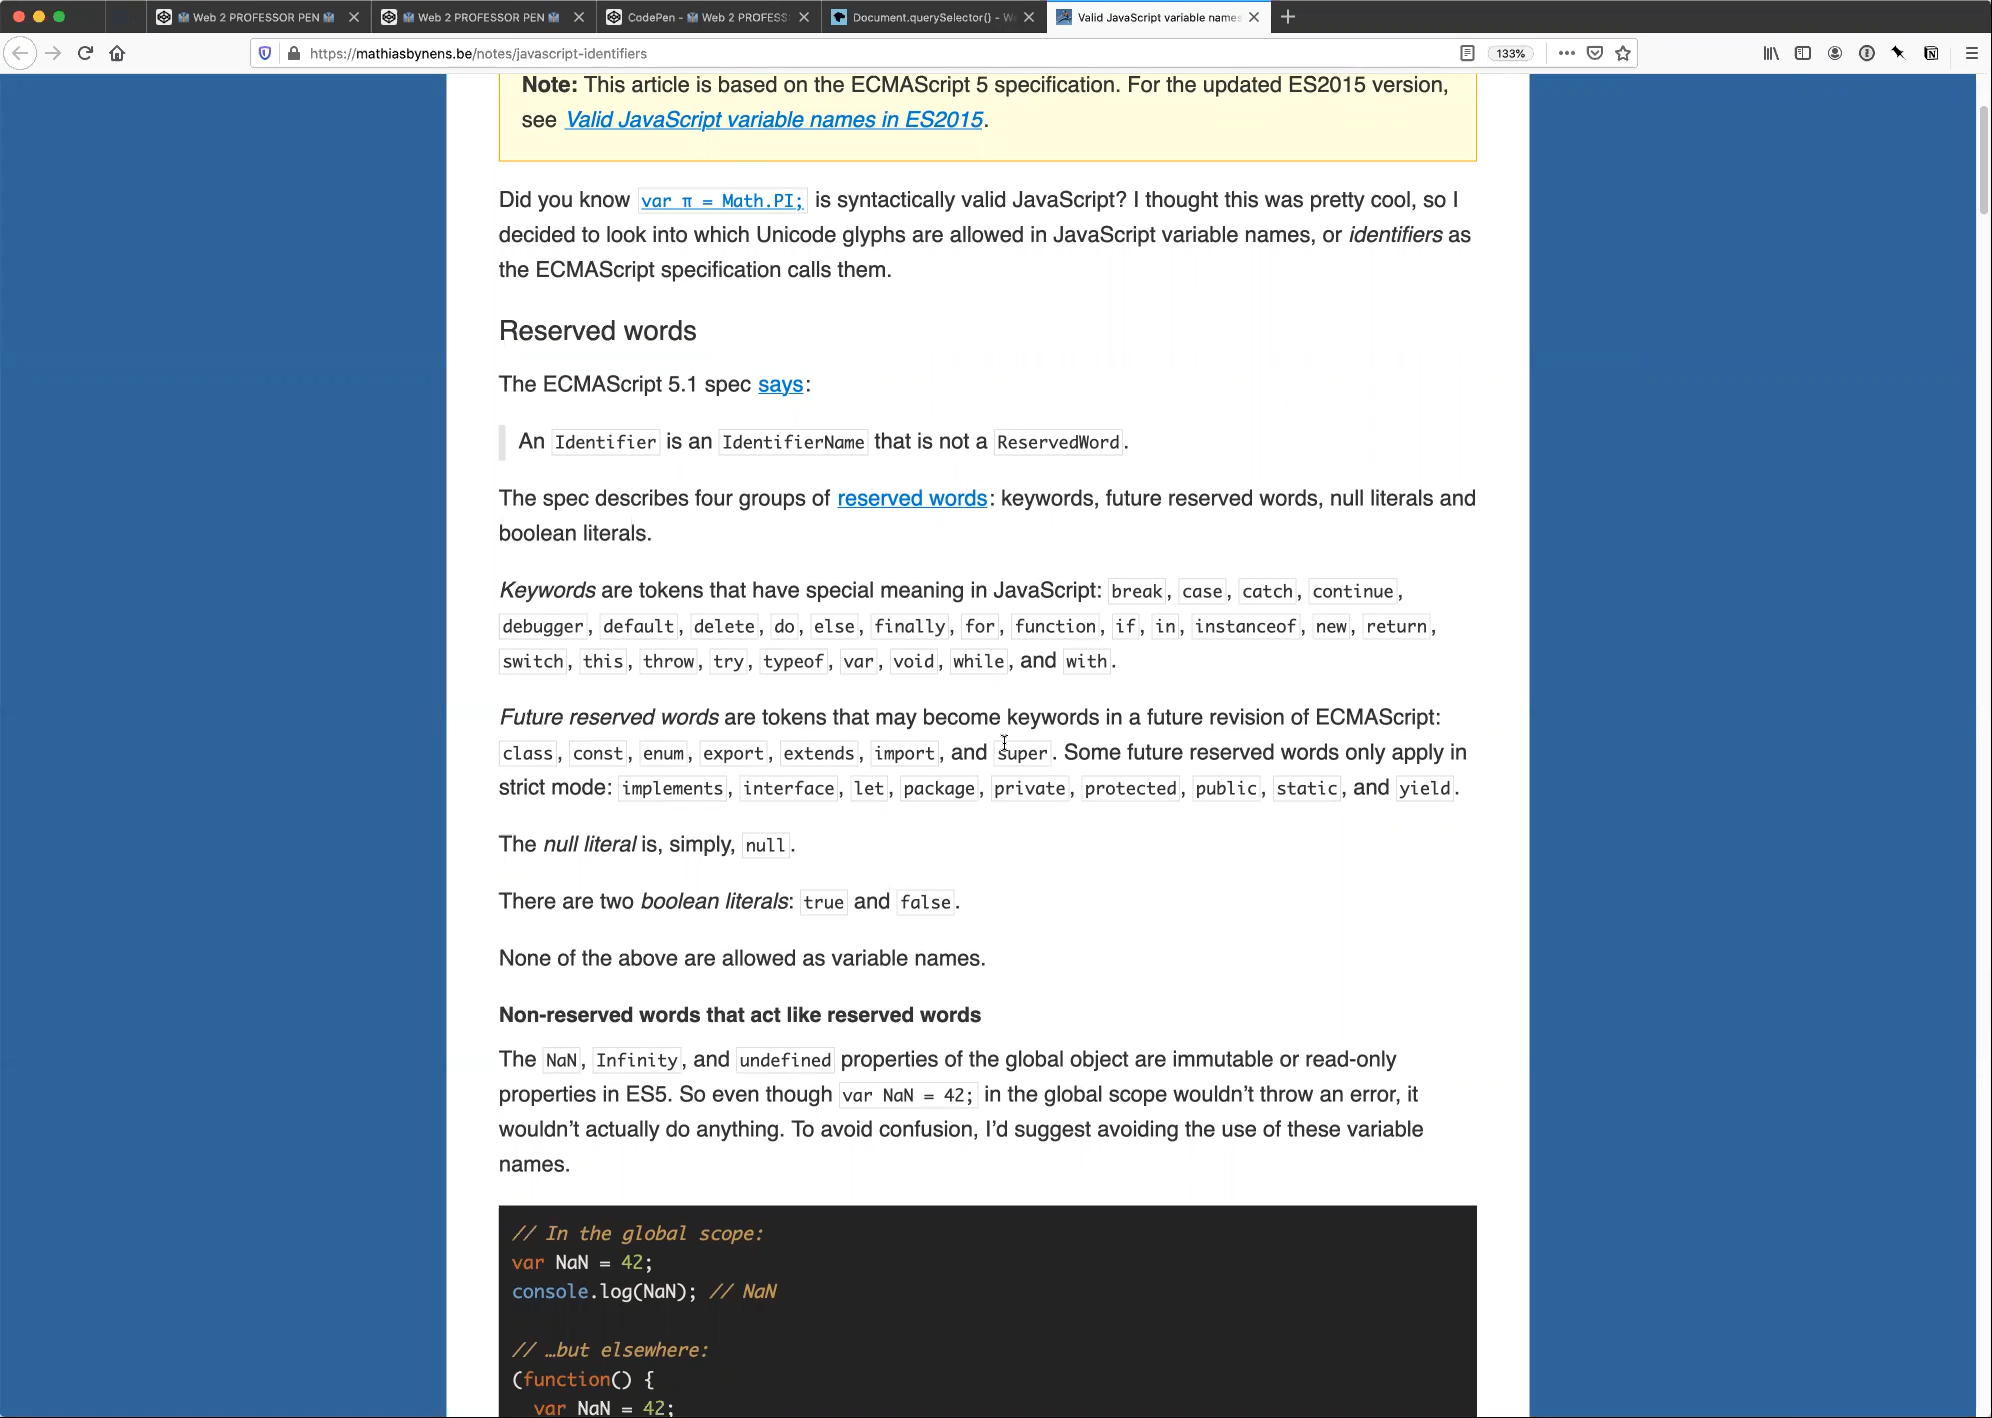 Web 2 PROFESSOR PEN
Web 2 PROFESSOR PEN
CodePen - Web 2 PROFESS
Document.querySelector() - W
Valid JavaScript variable names
https://mathiasbynens.be/notes/javascript-identifiers
133%
Note: This article is based on the ECMAScript 5 specification. For the updated ES2015 version,
see Valid JavaScript variable names in ES2015.
Did you know var π = Math.PI; is syntactically valid JavaScript? I thought this was pretty cool, so I
decided to look into which Unicode glyphs are allowed in JavaScript variable names, or identifiers as
the ECMAScript specification calls them.
Reserved words
The ECMAScript 5.1 spec says:
An Identifier is an IdentifierName that is not a ReservedWord.
The spec describes four groups of reserved words: keywords, future reserved words, null literals and
boolean literals.
Keywords are tokens that have special meaning in JavaScript: break, case, catch, continue,
debugger, default, delete, do, else, finally, for, function, if, in, instanceof, new, return,
switch, this, throw, try, typeof, var, void, while, and with.
Future reserved words are tokens that may become keywords in a future revision of ECMAScript:
class, const, enum, export, extends, import, and super. Some future reserved words only apply in
strict mode: implements, interface, let, package, private, protected, public, static, and yield.
The null literal is, simply, null.
There are two boolean literals: true and false.
None of the above are allowed as variable names.
Non-reserved words that act like reserved words
The NaN, Infinity, and undefined properties of the global object are immutable or read-only
properties in ES5. So even though var NaN = 42; in the global scope wouldn’t throw an error, it
wouldn’t actually do anything. To avoid confusion, I’d suggest avoiding the use of these variable
names.
// In the global scope:
var NaN = 42;
console.log(NaN); // NaN
// …but elsewhere:
(function() {
var NaN = 42;